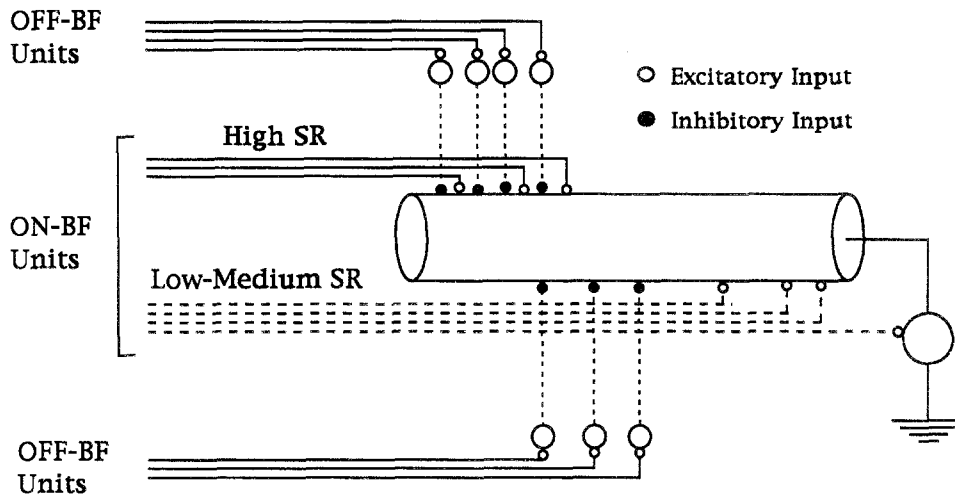 OFF-BF
Units
Excitatory Input
Inhibitory Input
High SR
ON-BF
Units
Low-Medium SR
OFF-BF
Units